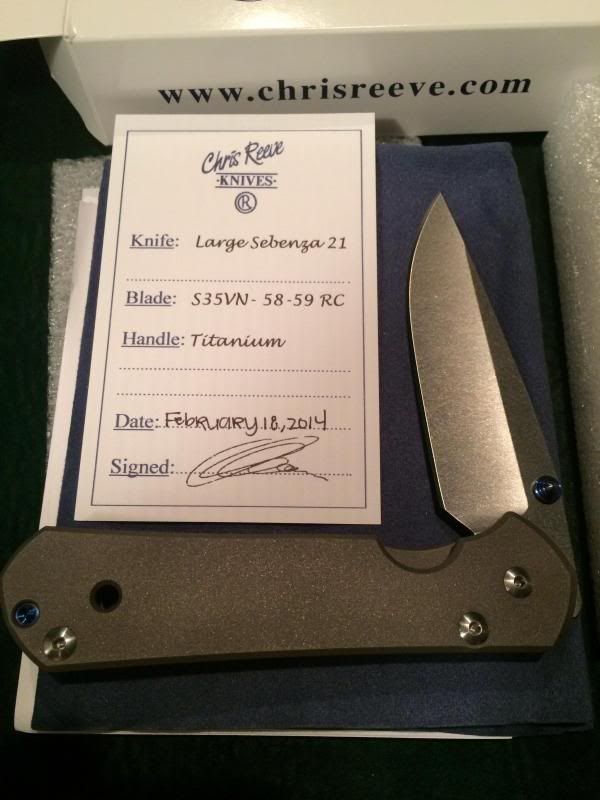 www.chrisreeve.com
Chris Reeve
·KNIVES·
®
Knife: Large Sebenza 21
Blade: S35VN - 58-59 RC
Handle: Titanium
Date: February 18, 2014
Signed: